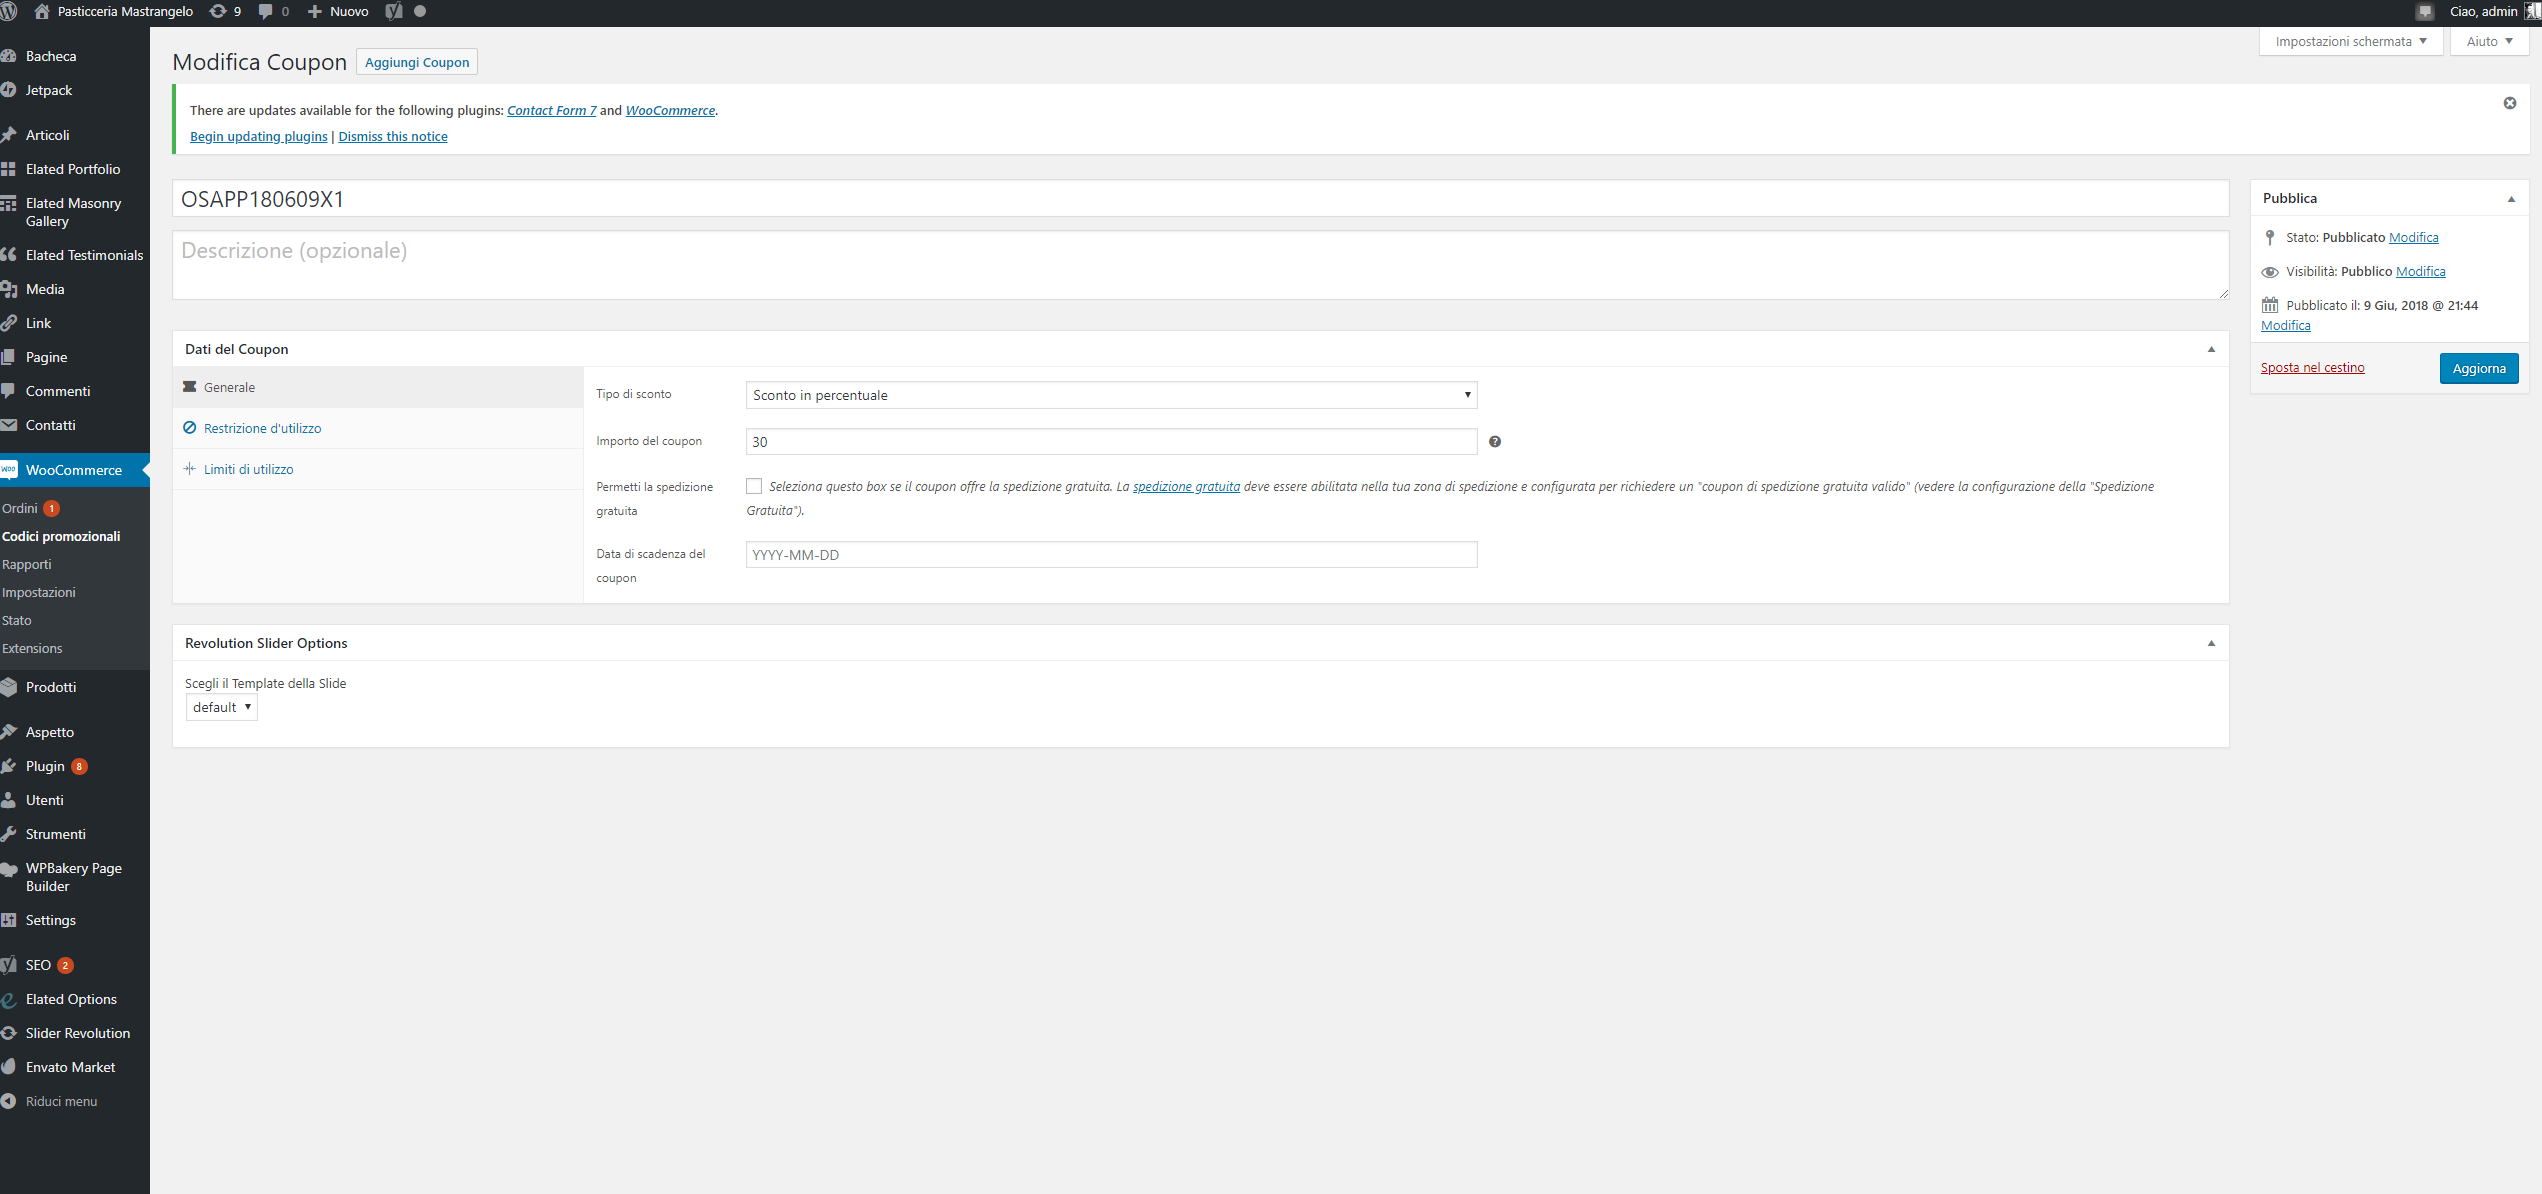 Pasticceria Mastrangelo 9 0 Nuovo
Ciao, admin
Bacheca
Jetpack
Articoli
Elated Portfolio
Elated Masonry
Gallery
Elated Testimonials
Media
Link
Pagine
Commenti
Contatti
WooCommerce
Ordini 1
Codici promozionali
Rapporti
Impostazioni
Stato
Extensions
Prodotti
Aspetto
Plugin 8
Utenti
Strumenti
WPBakery Page
Builder
Settings
SEO 2
Elated Options
Slider Revolution
Envato Market
Riduci menu
Impostazioni schermata
Aiuto
Modifica Coupon Aggiungi Coupon
There are updates available for the following plugins: Contact Form 7 and WooCommerce.
Begin updating plugins | Dismiss this notice
OSAPP180609X1
Descrizione (opzionale)
Dati del Coupon
Generale
Restrizione d'utilizzo
Limiti di utilizzo
Tipo di sconto Sconto in percentuale
Importo del coupon 30
Permetti la spedizione
gratuita
Seleziona questo box se il coupon offre la spedizione gratuita. La spedizione gratuita deve essere abilitata nella tua zona di spedizione e configurata per richiedere un "coupon di spedizione gratuita valido" (vedere la configurazione della "Spedizione
Gratuita").
Data di scadenza del
coupon
YYYY-MM-DD
Revolution Slider Options
Scegli il Template della Slide
default
Pubblica
Stato: Pubblicato Modifica
Visibilità: Pubblico Modifica
Pubblicato il: 9 Giu, 2018 @ 21:44
Modifica
Sposta nel cestino
Aggiorna